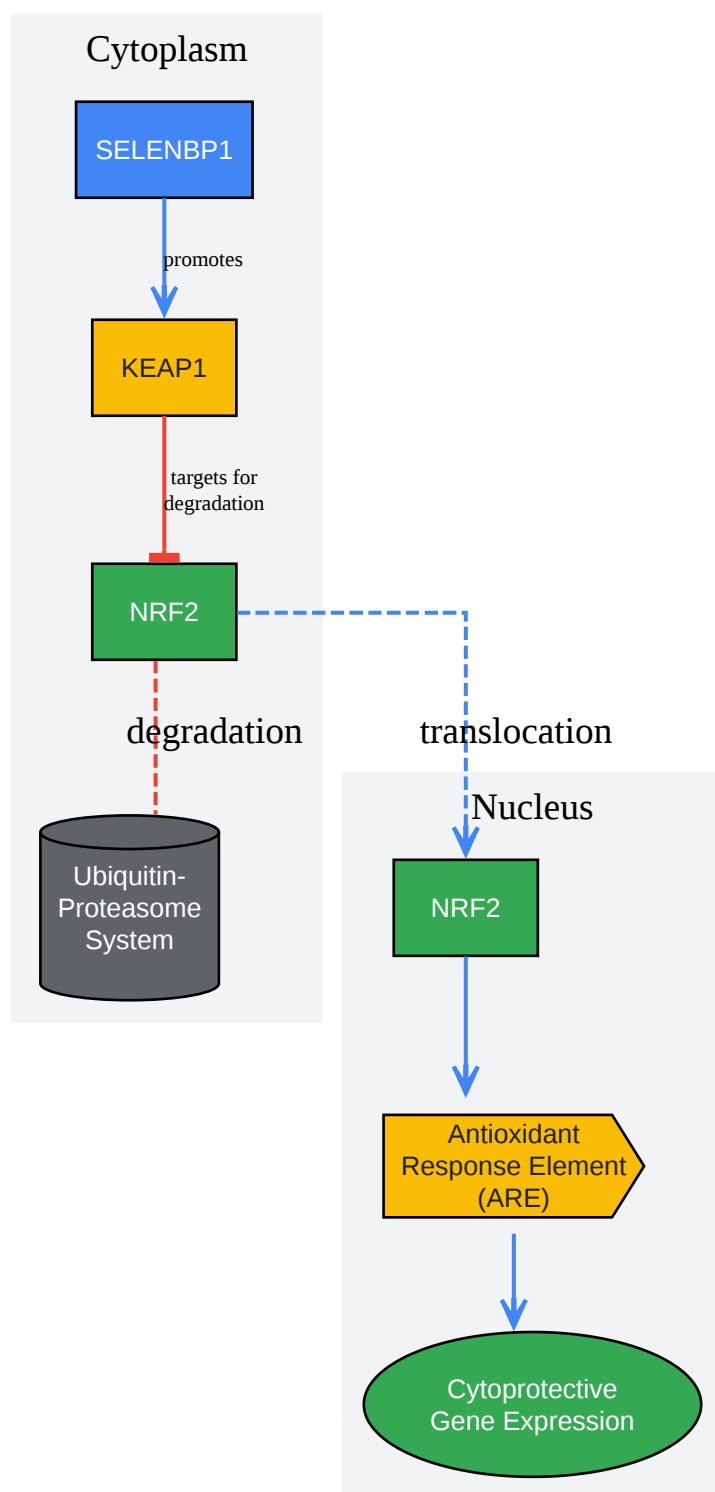 Cytoplasm
SELENBP1
promotes
KEAP1
targets for
degradation
NRF2
degradation
translocation
Nucleus
Ubiquitin-
Proteasome
System
NRF2
Antioxidant
Response Element
(ARE)
Cytoprotective
Gene Expression